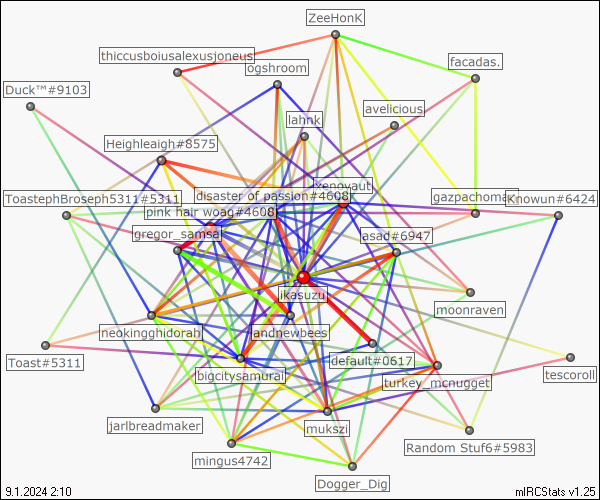 ZeeHonK
thiccusboiusalexusjoneus
facadas.
ogshroom
Duck™#9103
avelicious
lahnk
Heighleaigh#8575
xenovaut
disaster of passion#4608
ToastephBroseph5311#5311
gazpachoman
Knowun#6424
pink hair woag#4608
gregor_samsa
asad#6947
ikasuzu
moonraven
neokingghidorah
landnewbees
Toast#5311
default#0617
tescoroll
bigcitysamurai
turkey_mcnugget
jarlbreadmaker
mukszi
Random Stuf6#5983
mingus4742
Dogger_Dig
9.1.2024 2:10
mIRCStats v1.25